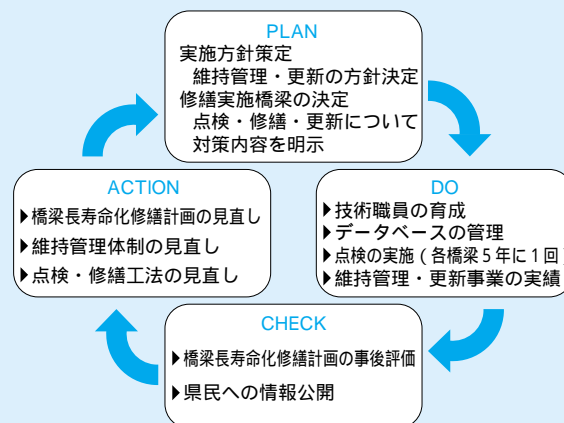 PLAN
実施方針策定
維持管理・更新の方針決定
修繕実施橋梁の決定
点検・修繕・更新について
対策内容を明示
ACTION
▶橋梁長寿命化修繕計画の見直し
▶維持管理体制の見直し
▶点検・修繕工法の見直し
DO
▶技術職員の育成
▶データベースの管理
▶点検の実施(各橋梁5年に1回)
▶維持管理・更新事業の実績
CHECK
▶橋梁長寿命化修繕計画の事後評価
▶県民への情報公開